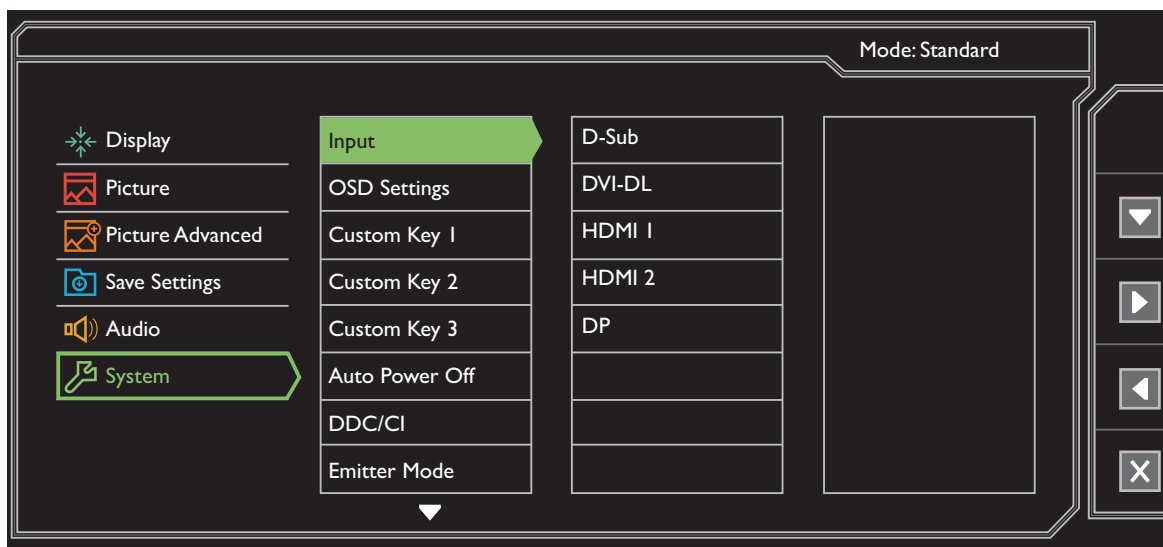 Mode: Standard
Display
Picture
Picture Advanced
Save Settings
Audio
System
Input
OSD Settings
Custom Key 1
Custom Key 2
Custom Key 3
Auto Power Off
DDC/CI
Emitter Mode
D-Sub
DVI-DL
HDMI 1
HDMI 2
DP
X